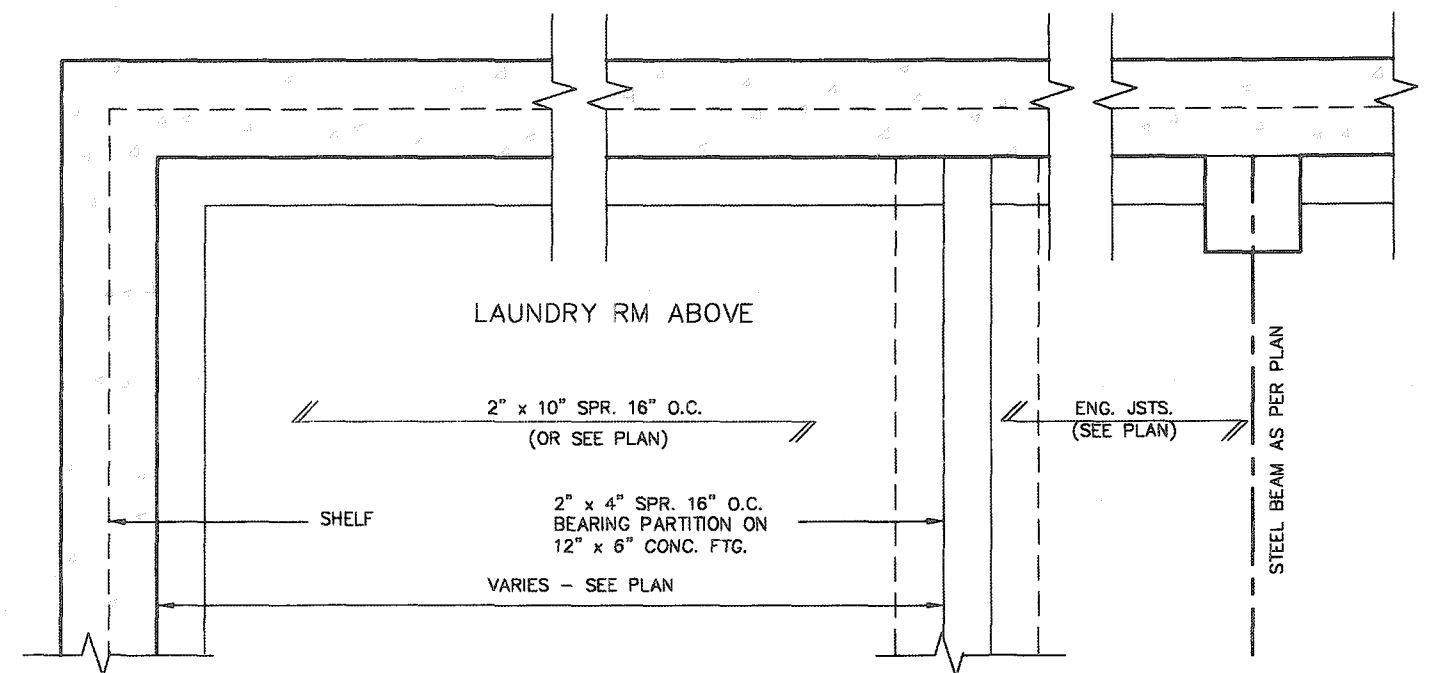 LAUNDRY RM ABOVE
2" x 10" SPR. 16" O.C.
(OR SEE PLAN)
ENG. JSTS.
(SEE PLAN)
STEEL BEAM AS PER PLAN
SHELF
2" x 4" SPR. 16" O.C.
BEARING PARTITION ON
12" x 6" CONC. FTG.
VARIES - SEE PLAN